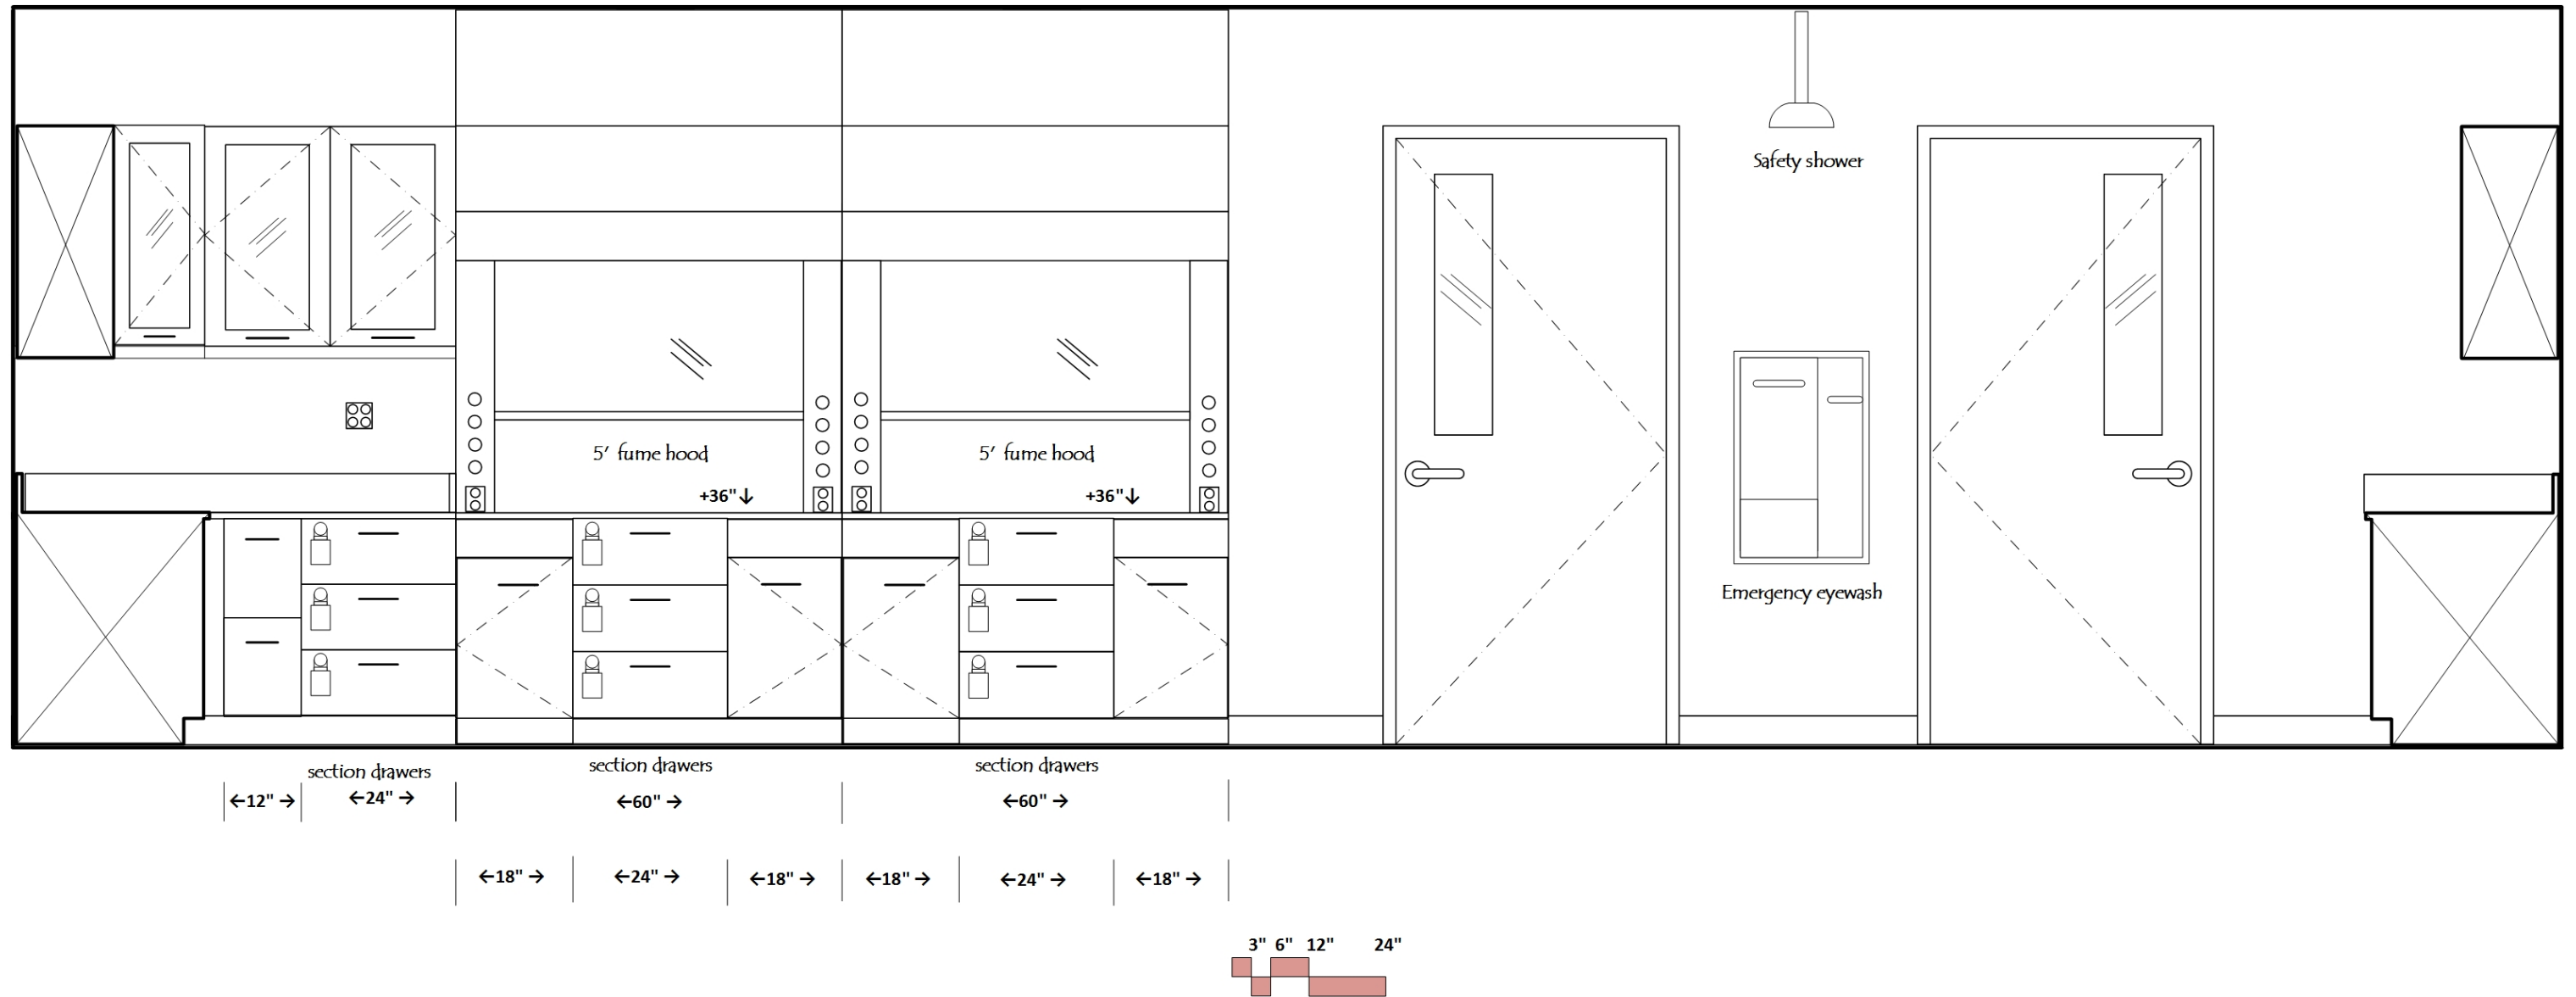 Safety shower
5' fume hood
5' fume hood
+36"↓
+36"↓
Emergency eyewash
section drawers
section drawers
section drawers
←12" →
←24" →
←60" →
←60" →
←18" →
←24" →
←18" →
←18" →
←24" →
←18" →
3" 6" 12" 24"